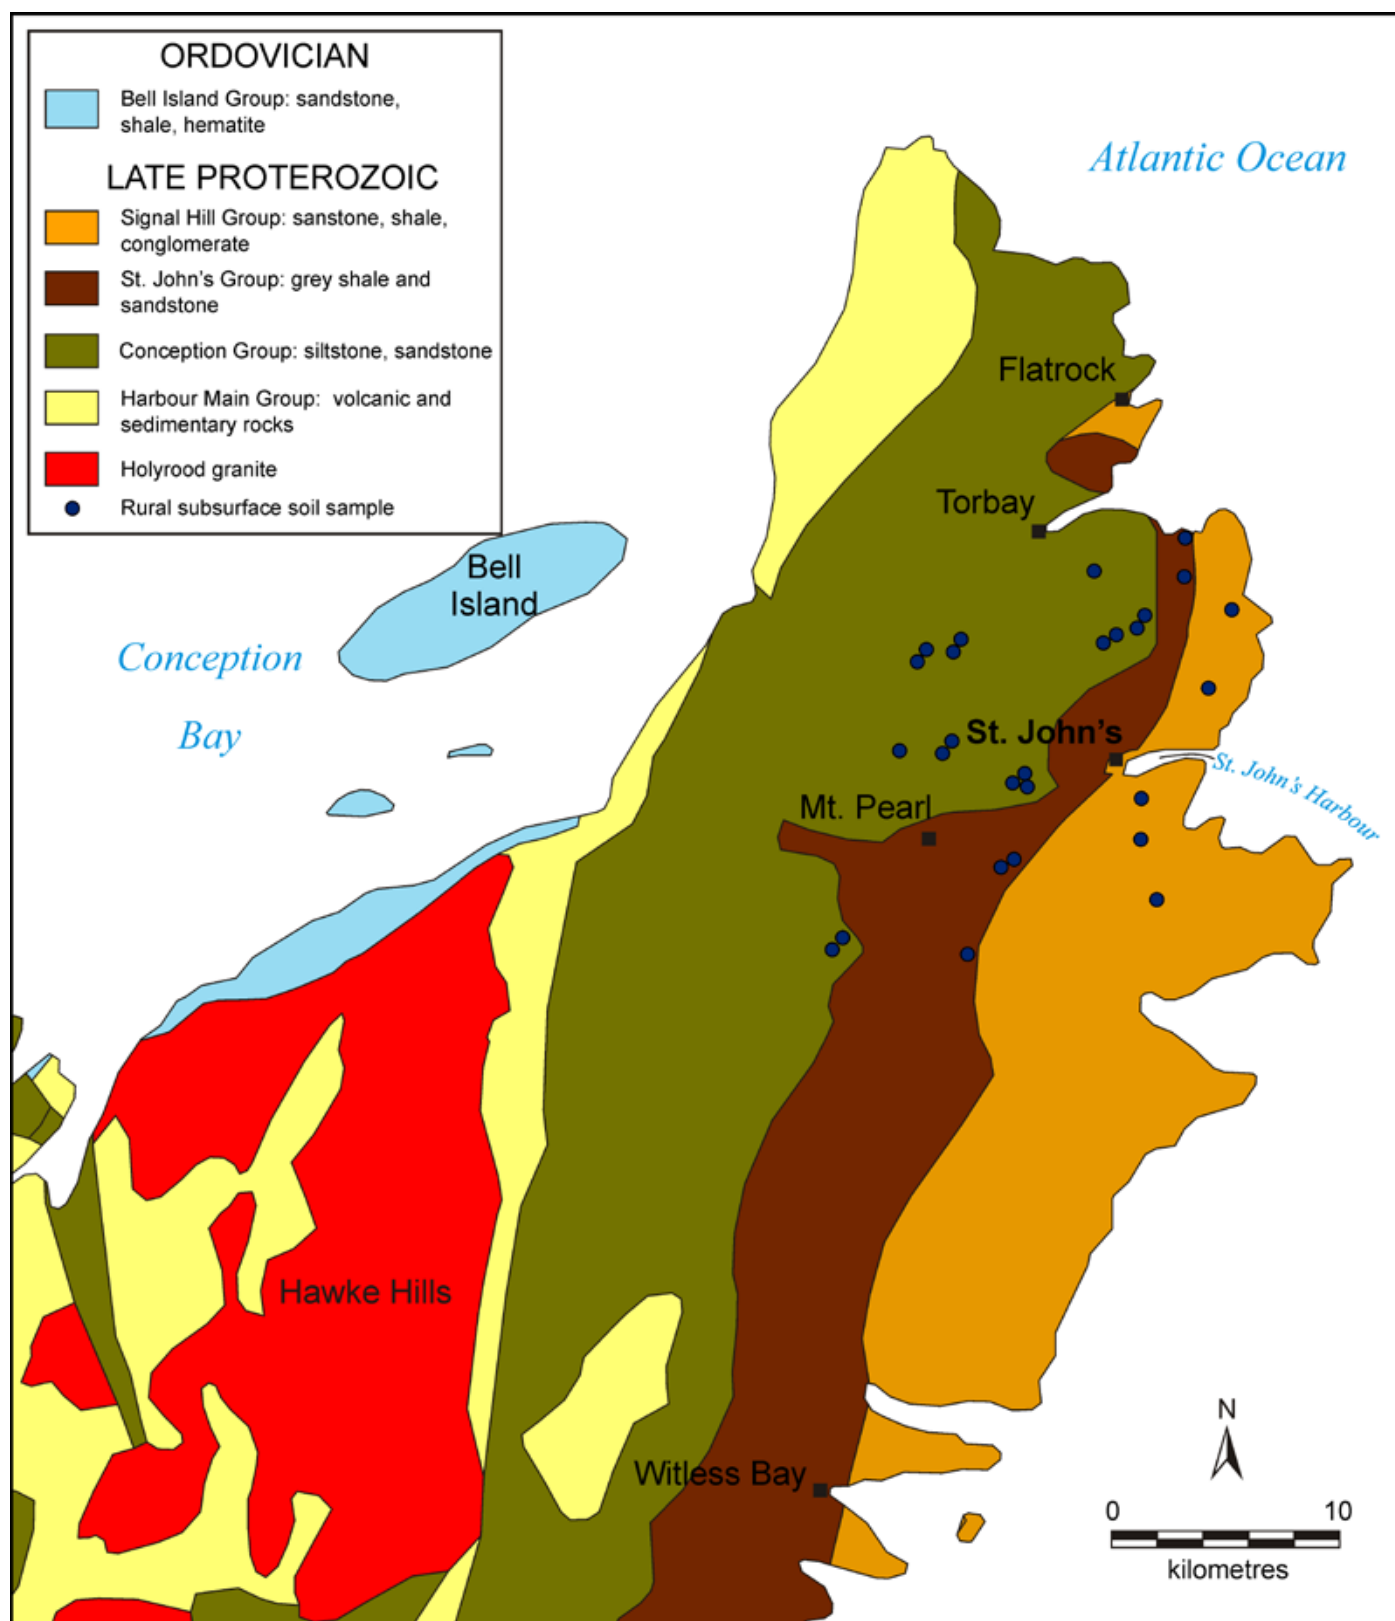 ORDOVICIAN
Bell Island Group: sandstone,
shale, hematite
LATE PROTEROZOIC
Signal Hill Group: sanstone, shale,
conglomerate
St. John's Group: grey shale and
sandstone
Conception Group: siltstone, sandstone
Harbour Main Group: volcanic and
sedimentary rocks
Holyrood granite
Rural subsurface soil sample
Atlantic Ocean
Flatrock
Torbay
Bell
Island
Conception
Bay
St. John's
St. John's Harbour
Mt. Pearl
Hawke Hills
Witless Bay
N
0 10
kilometres